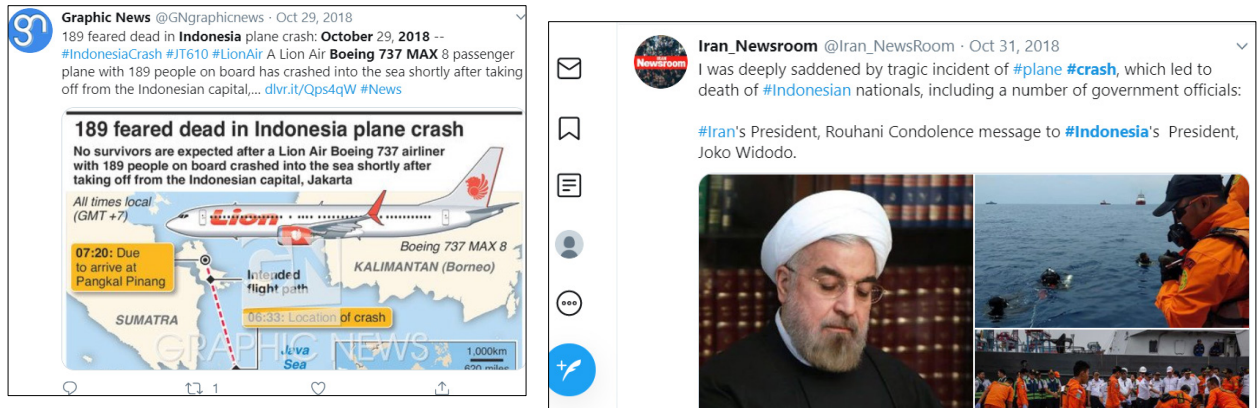 Graphic News @GNgraphicnews · Oct 29, 2018
189 feared dead in Indonesia plane crash: October 29, 2018 --
#IndonesiaCrash #JT610 #LionAir A Lion Air Boeing 737 MAX 8 passenger
plane with 189 people on board has crashed into the sea shortly after taking
off from the Indonesian capital,... dlvr.it/Qps4qW #News
189 feared dead in Indonesia plane crash
No survivors are expected after a Lion Air Boeing 737 airliner
with 189 people on board crashed into the sea shortly after
taking off from the Indonesian capital, Jakarta
All times local
(GMT +7)
Lion
Boeing 737 MAX 8
07:20: Due
to arrive at
Pangkal Pinang
Intended
flight path
KALIMANTAN (Borneo)
SUMATRA
06:33: Location of crash
GRAPHIC NEWS
Java
Sea
1,000km
620 miles
1
Iran_Newsroom @Iran_NewsRoom · Oct 31, 2018
IRAN
Newsroom
I was deeply saddened by tragic incident of #plane #crash, which led to
death of #Indonesian nationals, including a number of government officials:
#Iran's President, Rouhani Condolence message to #Indonesia's President,
Joko Widodo.